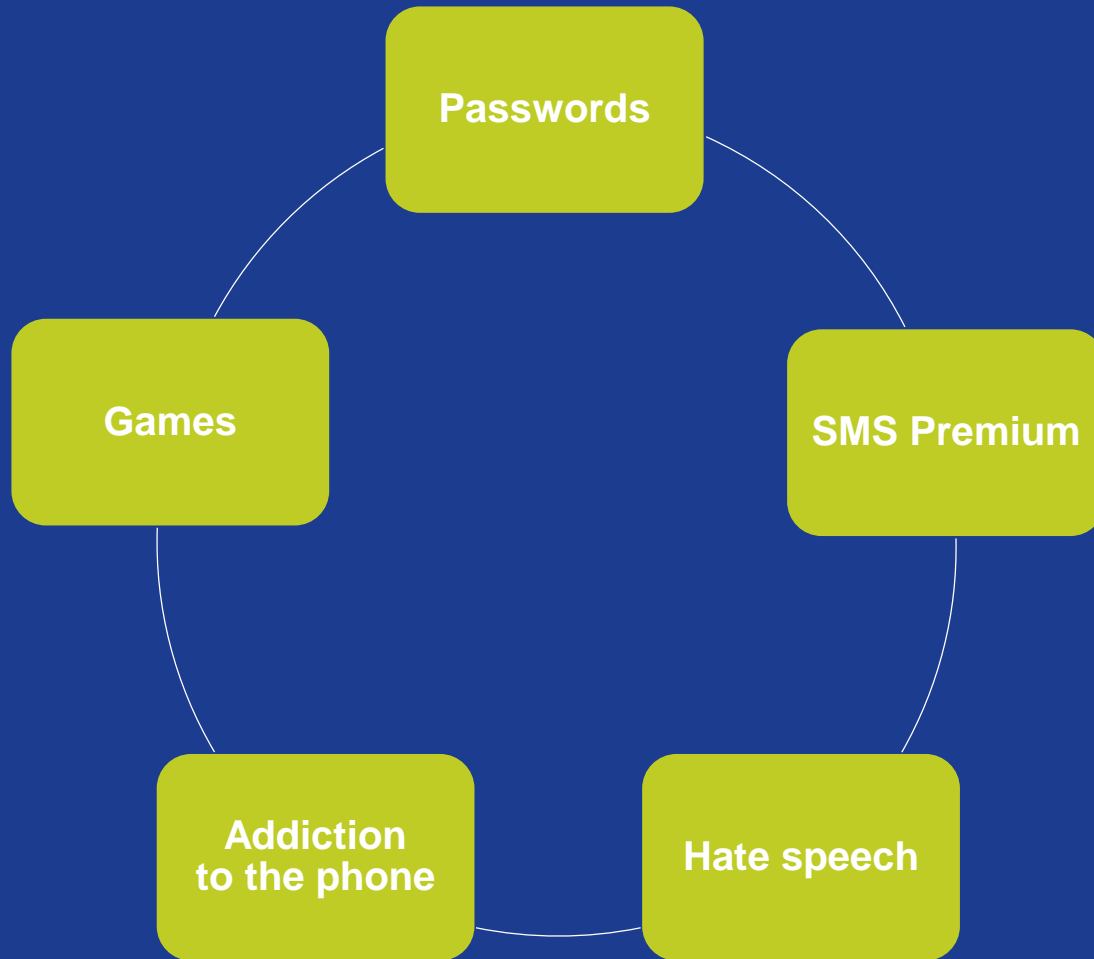 Passwords
SMS Premium
Hate speech
Addiction
to the phone
Games